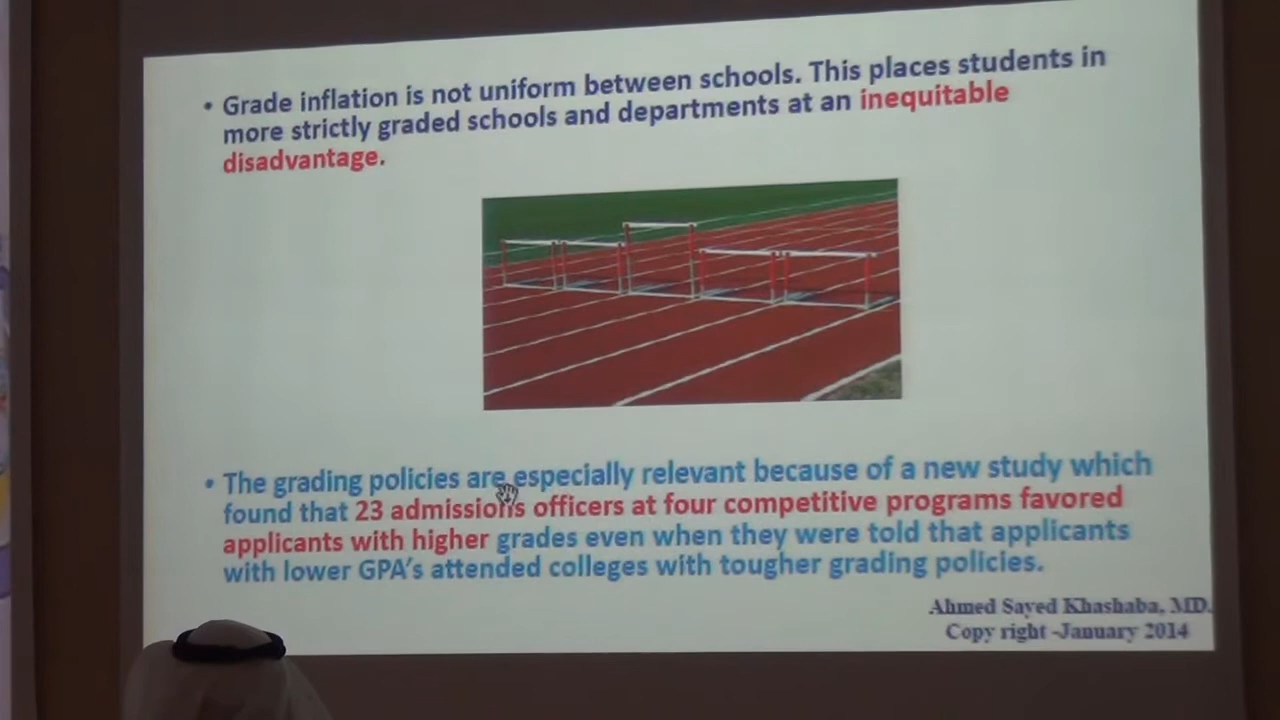 • Grade inflation is not uniform between schools. This places students in
more strictly graded schools and departments at an inequitable
disadvantage.
• The grading policies are especially relevant because of a new study which
found that 23 admissions officers at four competitive programs favored
applicants with higher grades even when they were told that applicants
with lower GPA's attended colleges with tougher grading policies.
Ahmed Sayed Khashaba, MD.
Copy right -January 2014